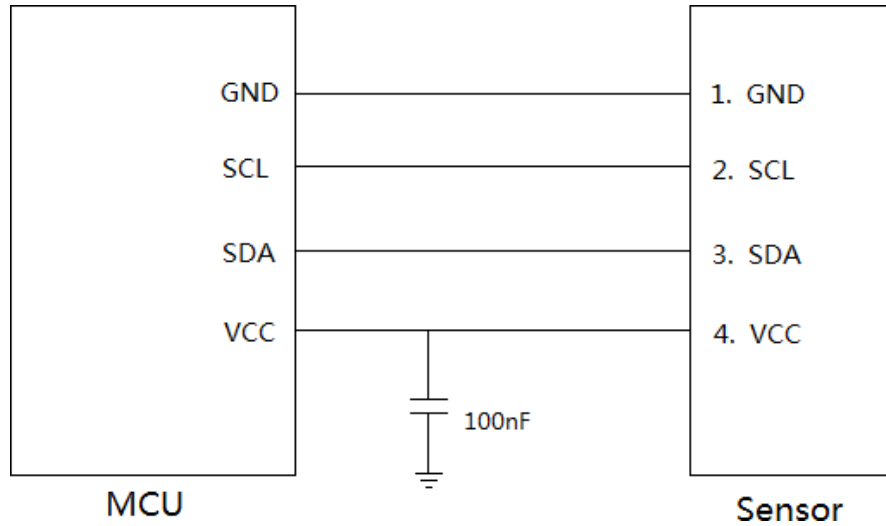 GND 1. GND
SCL 2. SCL
SDA 3. SDA
VCC 4. VCC
100nF
MCU Sensor